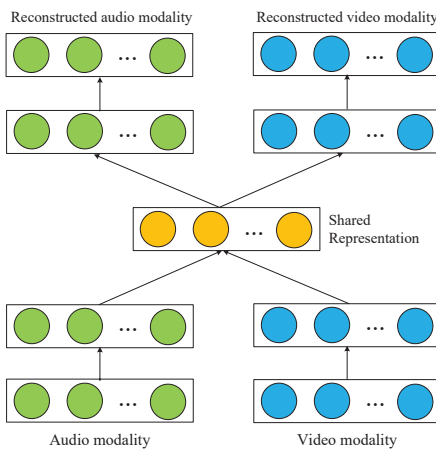 Reconstructed audio modality
Reconstructed video modality
...
...
...
...
...
Shared
Representation
...
...
...
...
Audio modality
Video modality